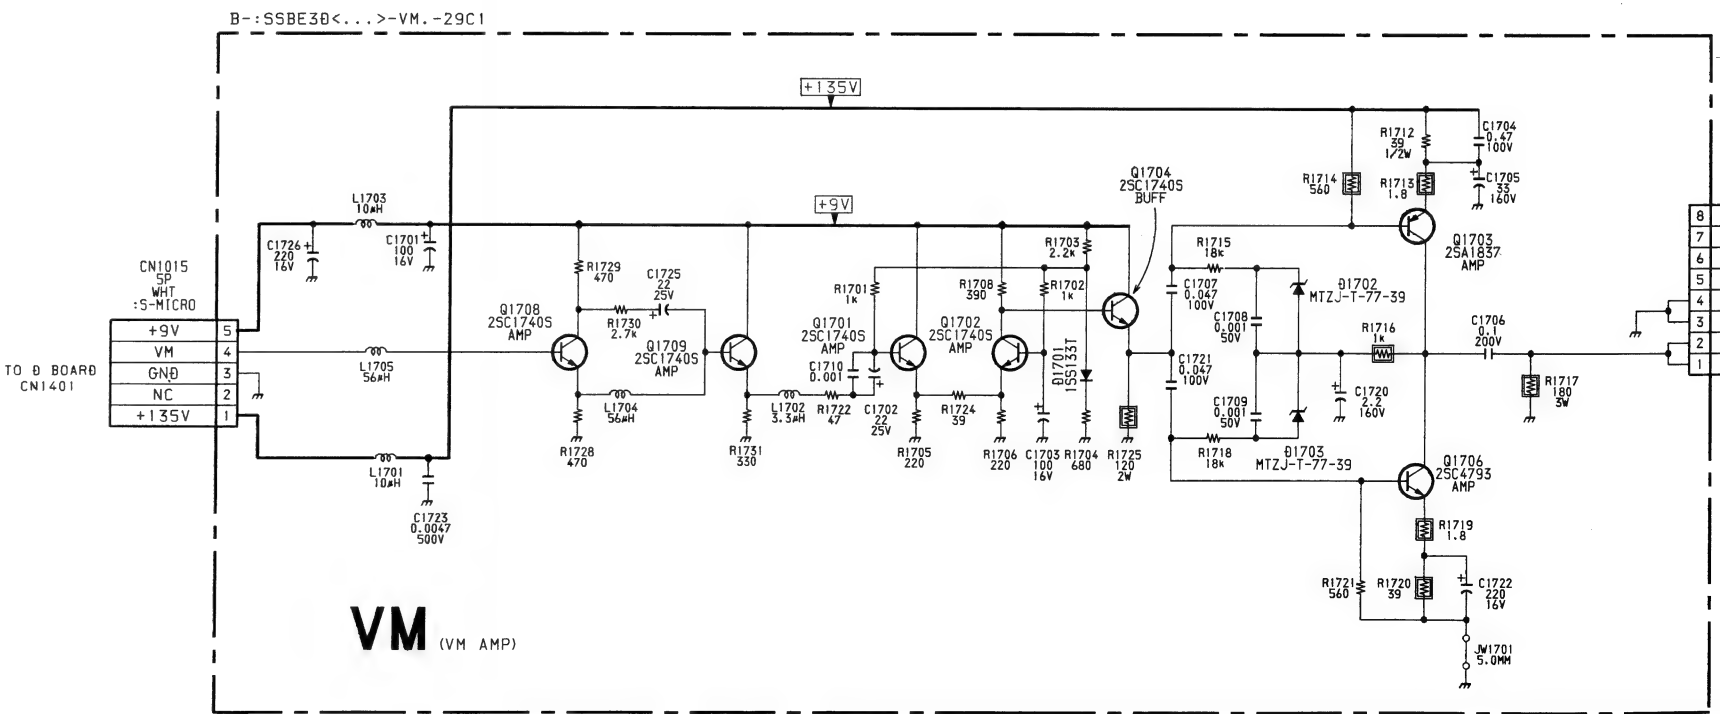 B-:SSBE3D<...>-VM.-29C1
+135V
R1712
39
1/2W
C1704
0.47
100V
Q1704
2SC1740S
BUFF
R1714
560
R1713
1.8
C1705
33
160V
L1703
10µH
+9V
C1726
220
16V
C1701
100
16V
R1703
2.2k
R1715
18k
Q1703
2SA1837
AMP
8
7
6
5
4
3
2
1
CN1015
5P
WHT
:S-MICRO
R1729
470
C1725
22
25V
R1701
1k
R1708
390
R1702
1k
C1707
0.047
100V
D1702
MTZJ-T-77-39
Q1708
2SC1740S
AMP
R1730
2.7k
Q1701
2SC1740S
AMP
Q1702
2SC1740S
AMP
C1708
0.001
50V
R1716
1k
C1706
0.1
200V
+9V 5
VM 4
GND 3
NC 2
+135V 1
TO D BOARD
CN1401
L1705
56µH
Q1709
2SC1740S
AMP
C1710
0.001
D1701
1SS133T
C1721
0.047
100V
R1717
180
3W
L1704
56µH
L1702
3.3µH
R1722
47
C1702
22
25V
R1724
39
C1709
0.001
50V
C1720
2.2
160V
R1728
470
R1731
330
R1705
220
R1706
220
C1703
100
16V
R1704
680
R1725
120
2W
R1718
18k
D1703
MTZJ-T-77-39
Q1706
2SC4793
AMP
L1701
10µH
C1723
0.0047
500V
R1719
1.8
R1721
560
R1720
39
C1722
220
16V
VM (VM AMP)
JW1701
5.0MM